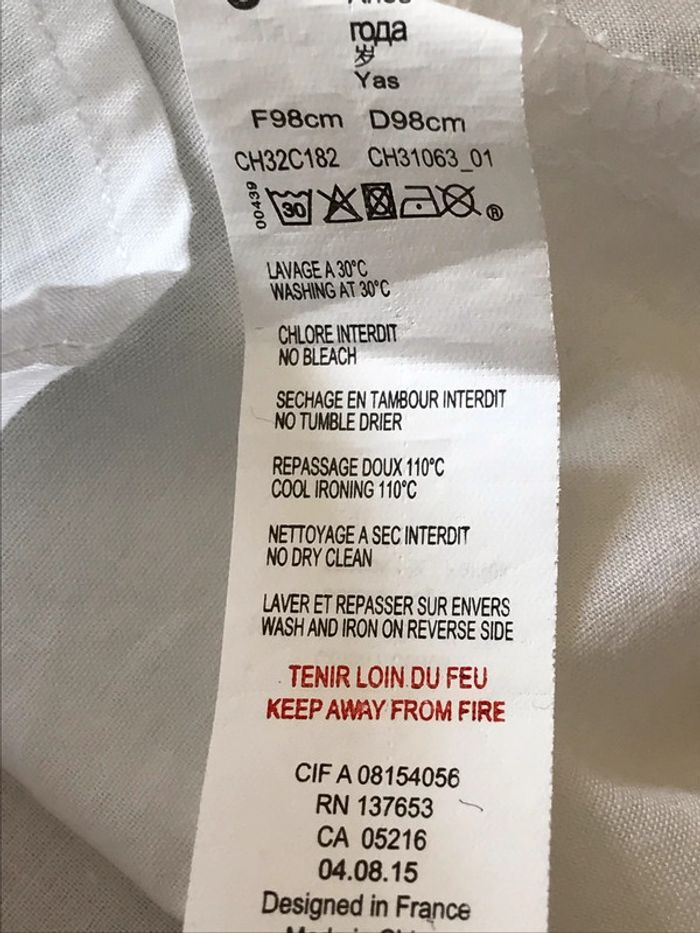 года
岁
Yas
F98cm D98cm
CH32C182 CH31063_01
00439
30
®
LAVAGE A 30°C
WASHING AT 30°C
CHLORE INTERDIT
NO BLEACH
SECHAGE EN TAMBOUR INTERDIT
NO TUMBLE DRIER
REPASSAGE DOUX 110°C
COOL IRONING 110°C
NETTOYAGE A SEC INTERDIT
NO DRY CLEAN
LAVER ET REPASSER SUR ENVERS
WASH AND IRON ON REVERSE SIDE
TENIR LOIN DU FEU
KEEP AWAY FROM FIRE
CIF A 08154056
RN 137653
CA 05216
04.08.15
Designed in France